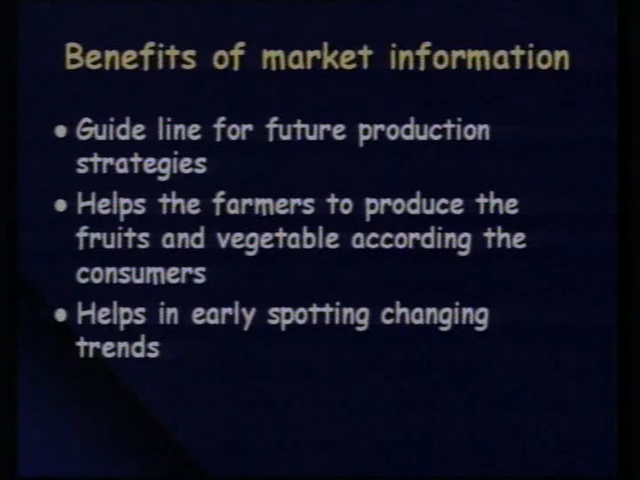 Benefits of market information
• Guide line for future production
strategies
• Helps the farmers to produce the
fruits and vegetable according the
consumers
• Helps in early spotting changing
trends